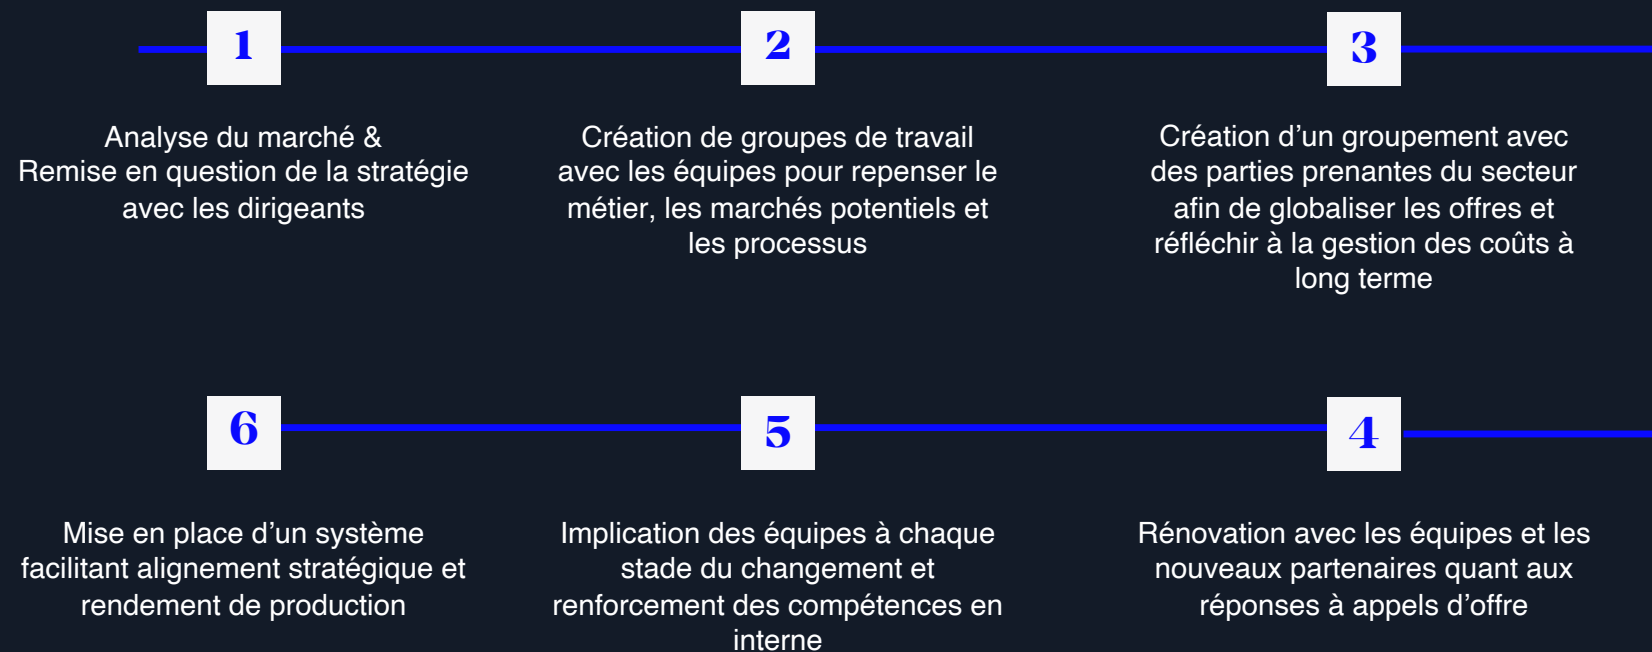 1
Analyse du marché &
Remise en question de la stratégie
avec les dirigeants
2
Création de groupes de travail
avec les équipes pour repenser le
métier, les marchés potentiels et
les processus
3
Création d’un groupement avec
des parties prenantes du secteur
afin de globaliser les offres et
réfléchir à la gestion des coûts à
long terme
4
Rénovation avec les équipes et les
nouveaux partenaires quant aux
réponses à appels d’offre
5
Implication des équipes à chaque
stade du changement et
renforcement des compétences en
interne
6
Mise en place d’un système
facilitant alignement stratégique et
rendement de production